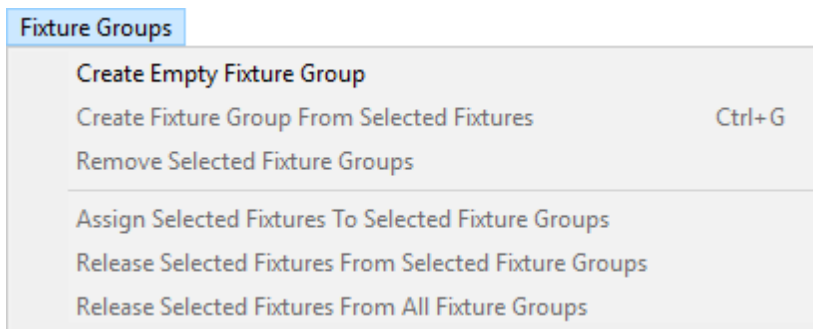 Fixture Groups
Create Empty Fixture Group
Create Fixture Group From Selected Fixtures Ctrl+G
Remove Selected Fixture Groups
Assign Selected Fixtures To Selected Fixture Groups
Release Selected Fixtures From Selected Fixture Groups
Release Selected Fixtures From All Fixture Groups